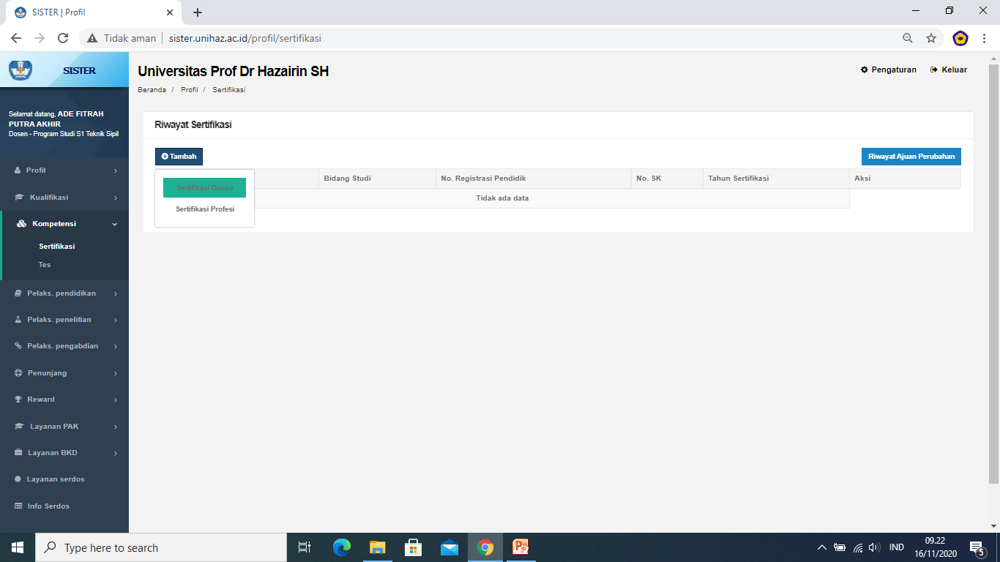 SISTER | Profil
Tidak aman
sister.unihaz.ac.id/profil/sertifikasi
SISTER
Selamat datang, ADE FITRAH
PUTRA AKHIR
Dosen - Program Studi S1 Teknik Sipil
Profil
Kualifikasi
Kompetensi
Sertifikasi
Tes
Pelaks. pendidikan
Pelaks. penelitian
Pelaks. pengabdian
Penunjang
Reward
Layanan PAK
Layanan BKD
Layanan serdos
Info Serdos
Universitas Prof Dr Hazairin SH
Pengaturan
Keluar
Beranda / Profil / Sertifikasi
Riwayat Sertifikasi
Tambah
Riwayat Ajuan Perubahan
Sertifikasi Dosen
Sertifikasi Profesi
Bidang Studi No. Registrasi Pendidik No. SK Tahun Sertifikasi Aksi
Tidak ada data
Type here to search
IND
09.22
16/11/2020
5